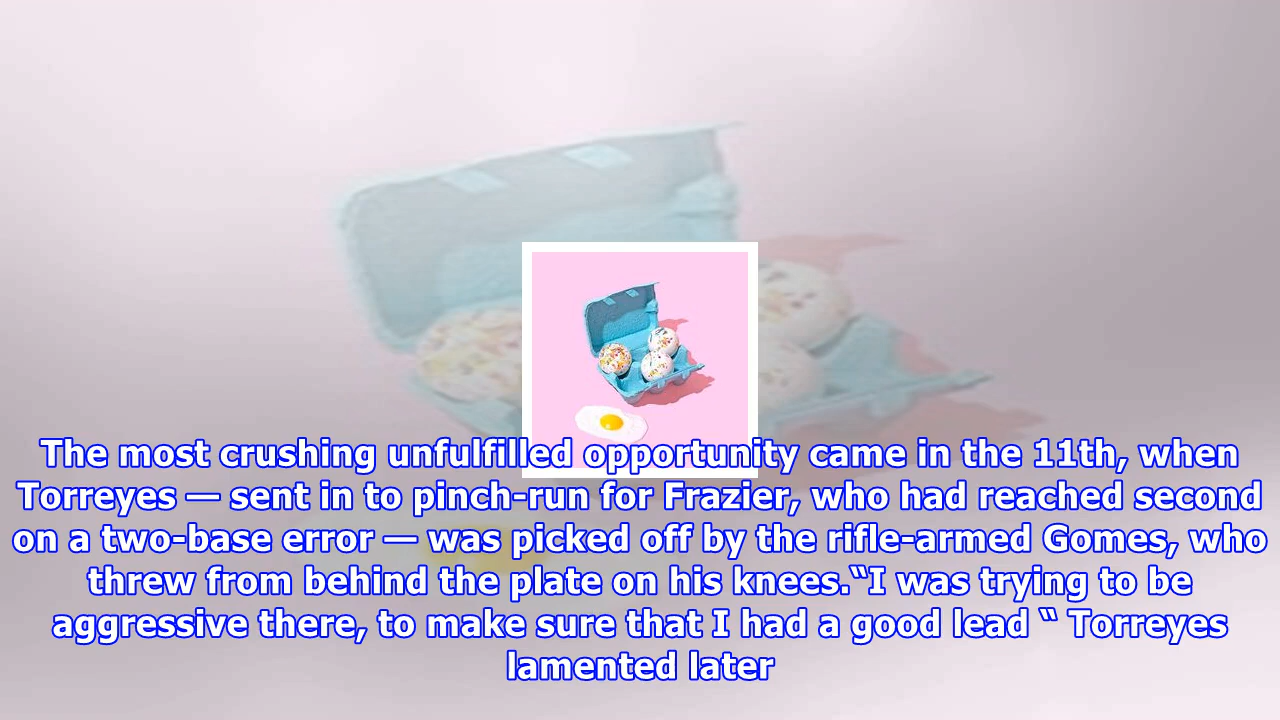 The most crushing unfulfilled opportunity came in the 11th, when
Torreyes — sent in to pinch-run for Frazier, who had reached second
on a two-base error — was picked off by the rifle-armed Gomes, who
threw from behind the plate on his knees.“I was trying to be
aggressive there, to make sure that I had a good lead “ Torreyes
lamented later